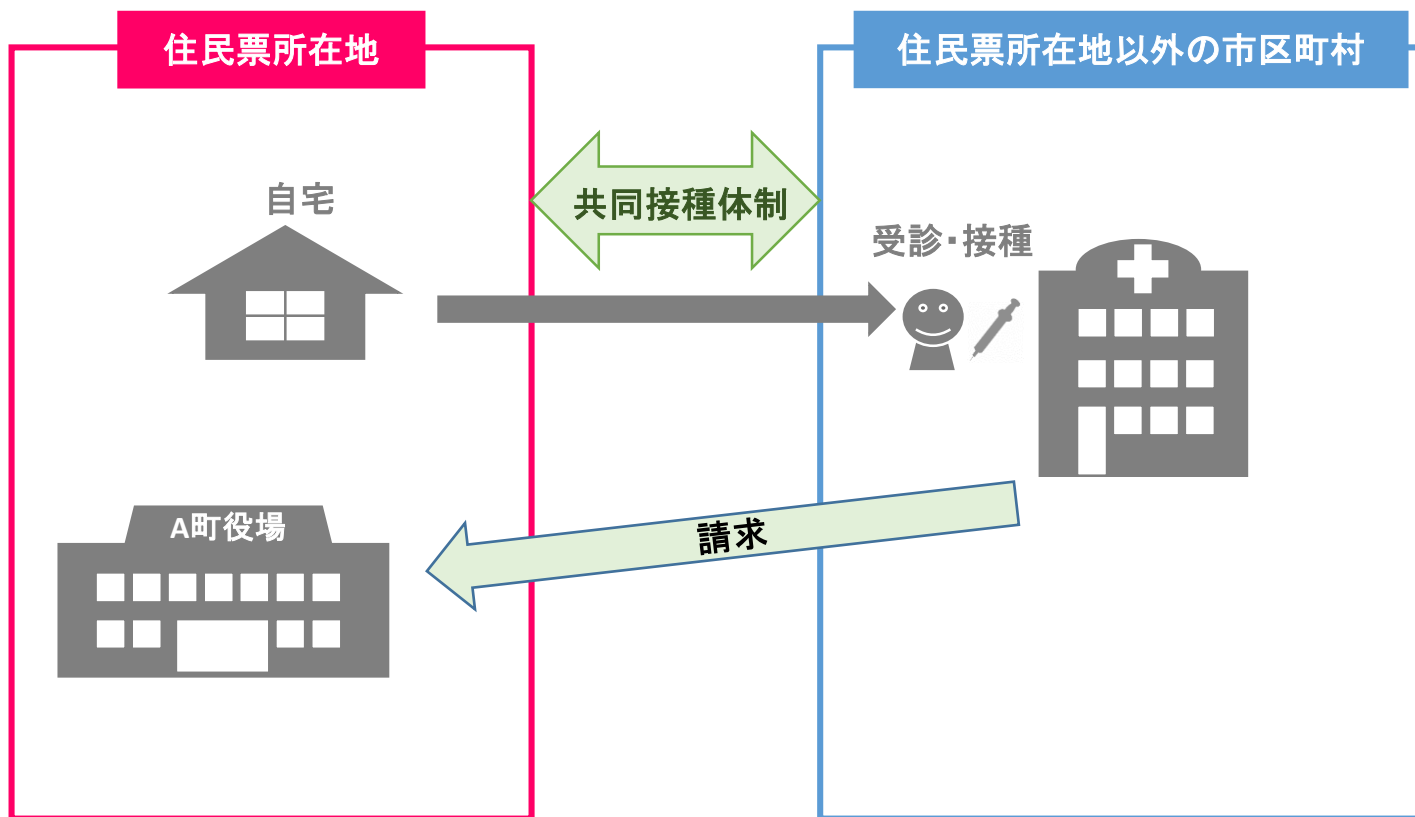 住民票所在地
住民票所在地以外の市区町村
自宅
共同接種体制
受診・接種
A町役場
請求